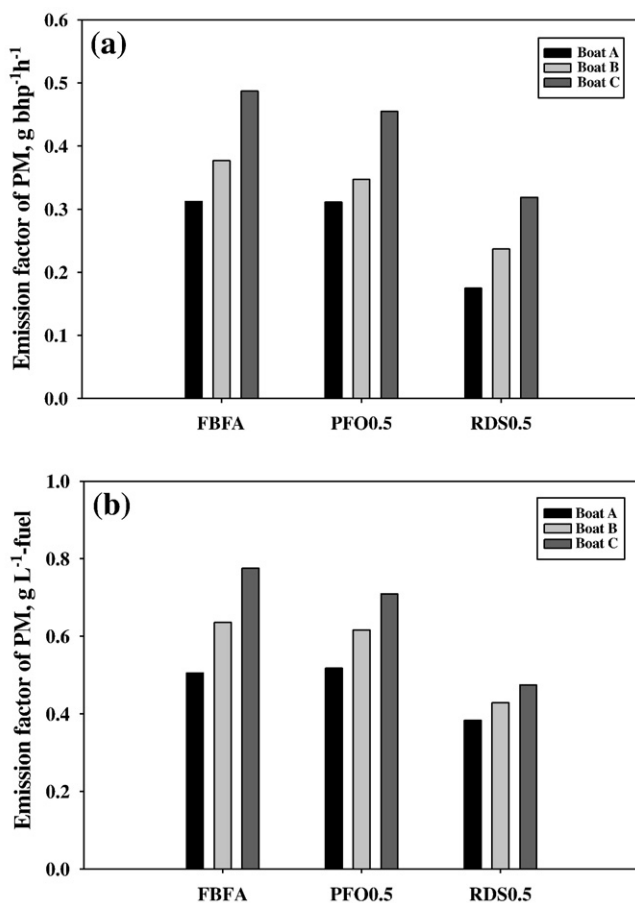 (a)
Boat A
Boat B
Boat C
Emission factor of PM, g bhp⁻¹h⁻¹
0.6
0.5
0.4
0.3
0.2
0.1
0.0
FBFA PFO0.5 RDS0.5
(b)
Boat A
Boat B
Boat C
Emission factor of PM, g L⁻¹-fuel
1.0
0.8
0.6
0.4
0.2
0.0
FBFA PFO0.5 RDS0.5